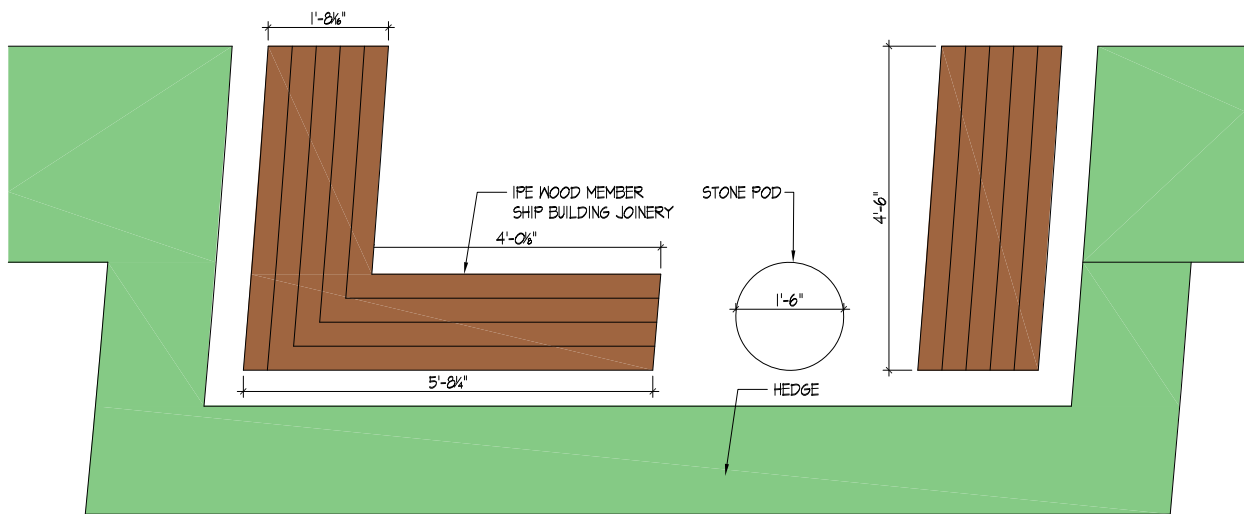 1'-8⅛"
IPE WOOD MEMBER
SHIP BUILDING JOINERY
STONE POD
4'-0⅛"
4'-6"
1'-6"
5'-8¼"
HEDGE